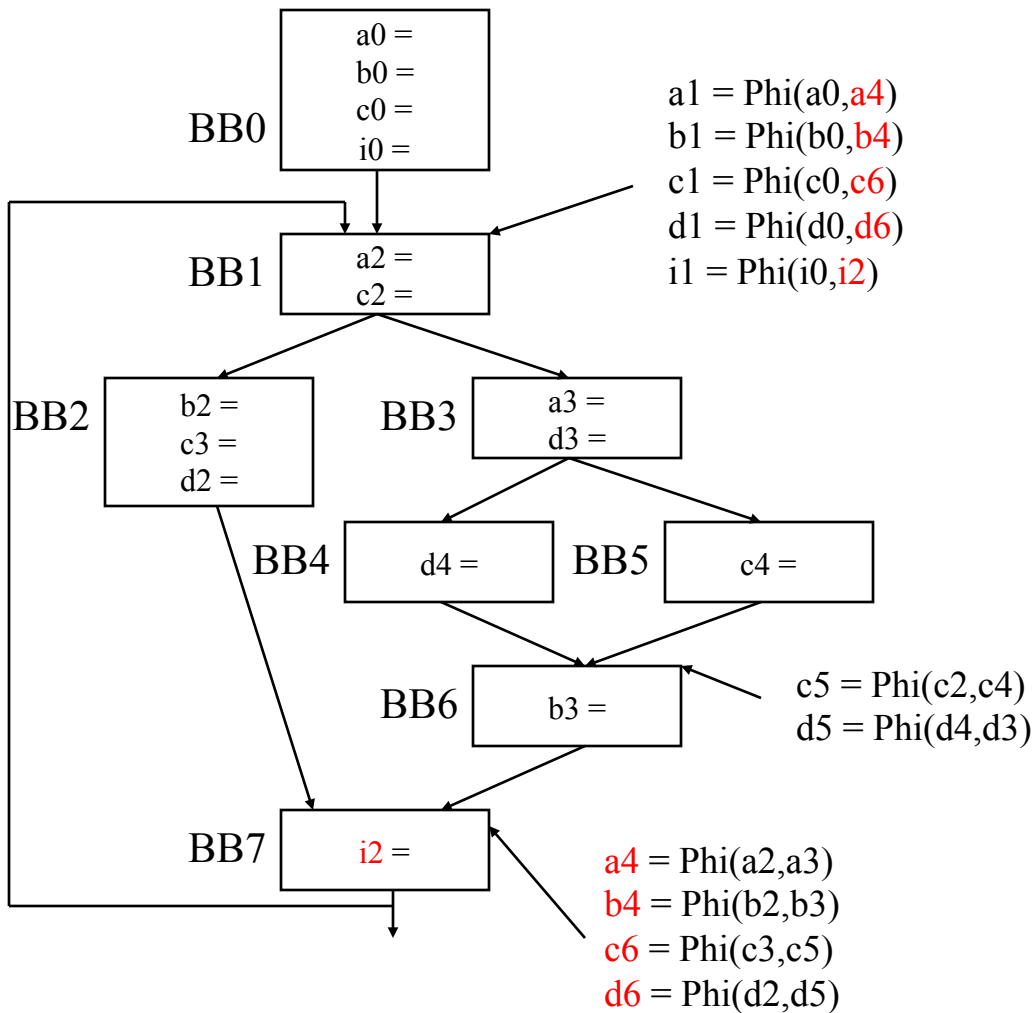 a0 =
b0 =
c0 =
i0 =
BB0
a1 = Phi(a0,a4)
b1 = Phi(b0,b4)
c1 = Phi(c0,c6)
d1 = Phi(d0,d6)
i1 = Phi(i0,i2)
BB1
a2 =
c2 =
BB2
b2 =
c3 =
d2 =
BB3
a3 =
d3 =
BB4
d4 =
BB5
c4 =
BB6
b3 =
c5 = Phi(c2,c4)
d5 = Phi(d4,d3)
BB7
i2 =
a4 = Phi(a2,a3)
b4 = Phi(b2,b3)
c6 = Phi(c3,c5)
d6 = Phi(d2,d5)